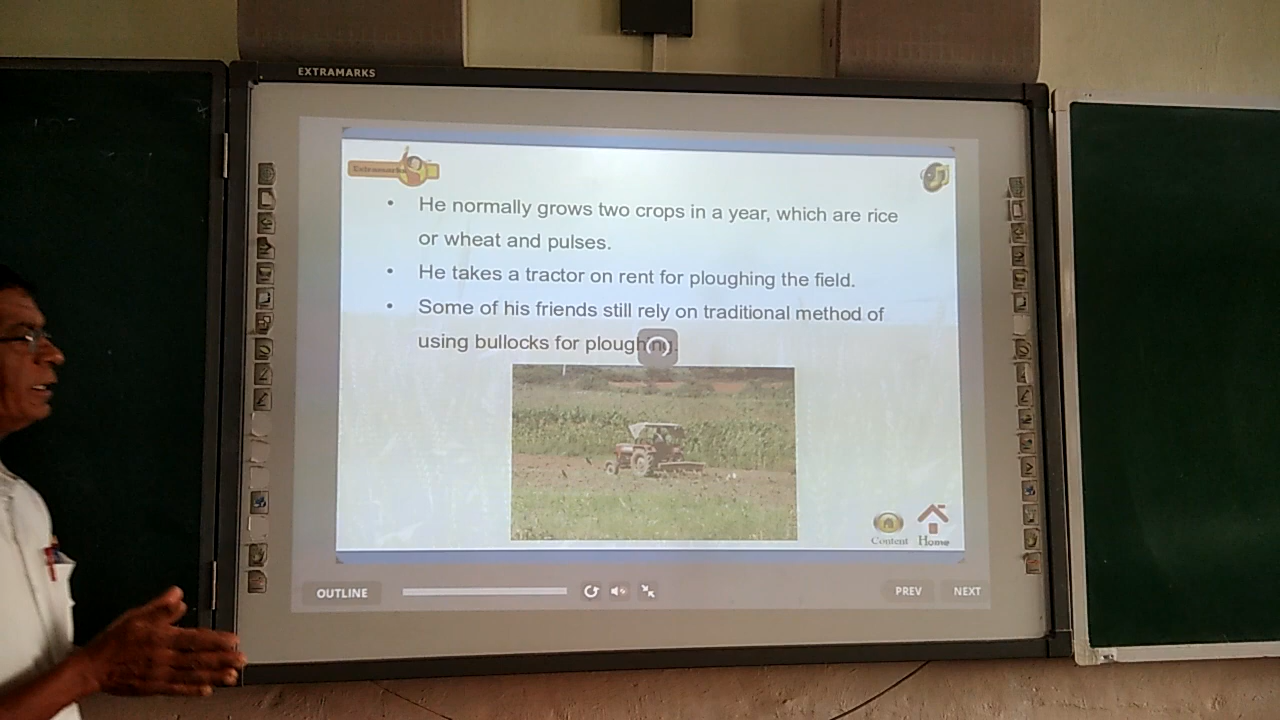 EXTRAMARKS
Extramarks
• He normally grows two crops in a year, which are rice
or wheat and pulses.
• He takes a tractor on rent for ploughing the field.
• Some of his friends still rely on traditional method of
using bullocks for ploughing.
Content Home
OUTLINE PREV NEXT